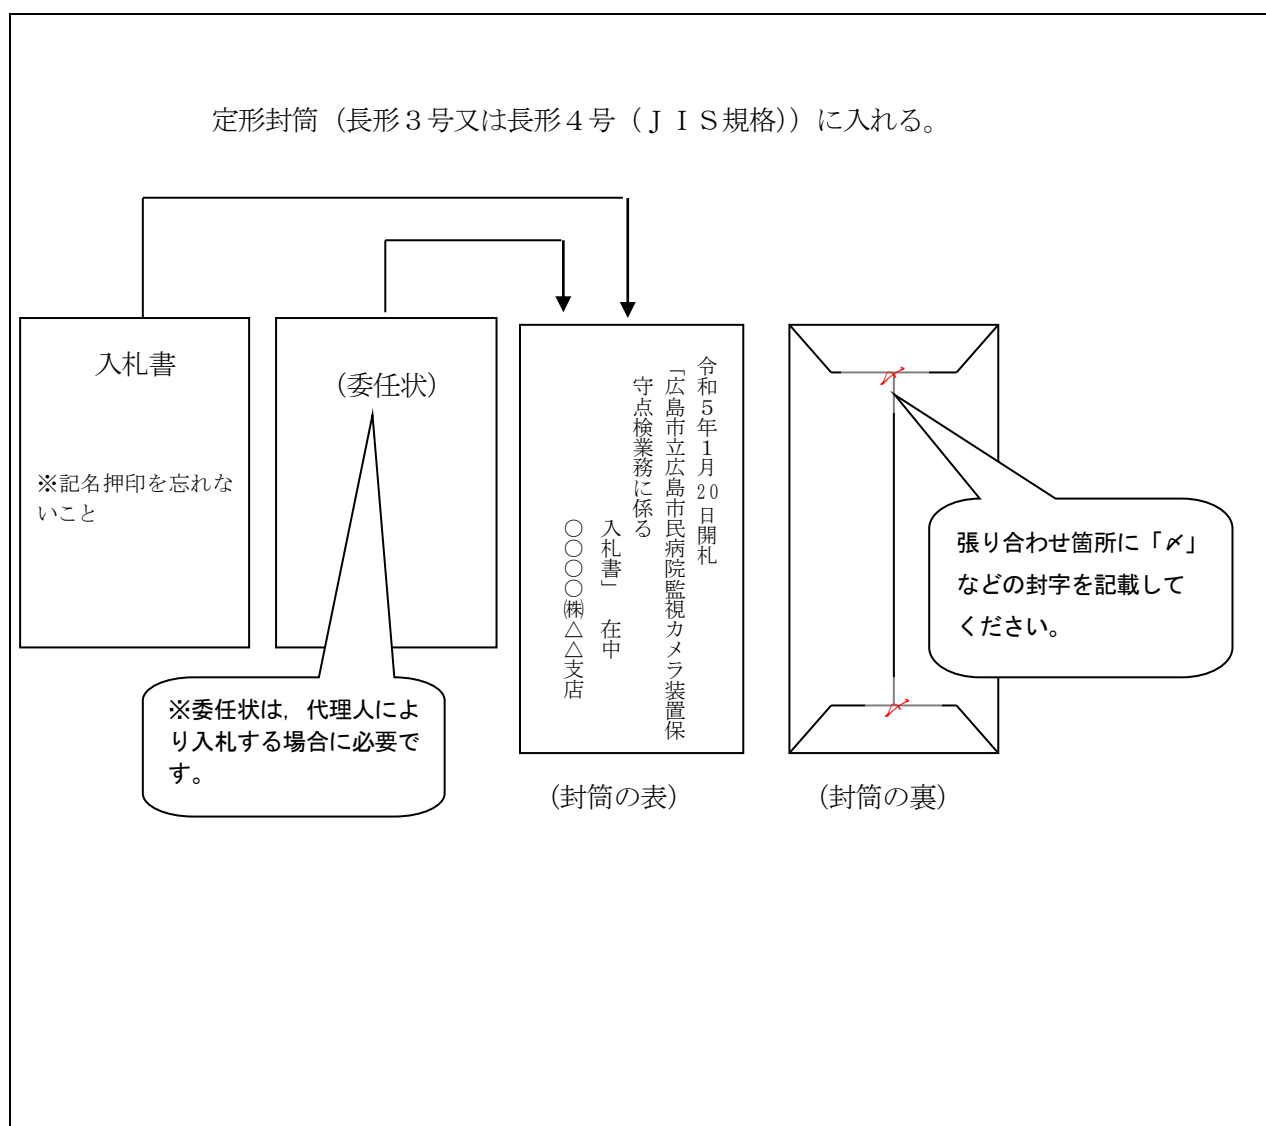 定形封筒（長形３号又は長形４号（ＪＩＳ規格））に入れる。
入札書
※記名押印を忘れな
いこと
（委任状）
※委任状は，代理人によ
り入札する場合に必要で
す。
令和５年１月20日開札
「広島市立広島市民病院監視カメラ装置保
守点検業務に係る
入札書」　在中
○○○○㈱△△支店
（封筒の表）
〆
張り合わせ箇所に「〆」
などの封字を記載して
ください。
〆
（封筒の裏）